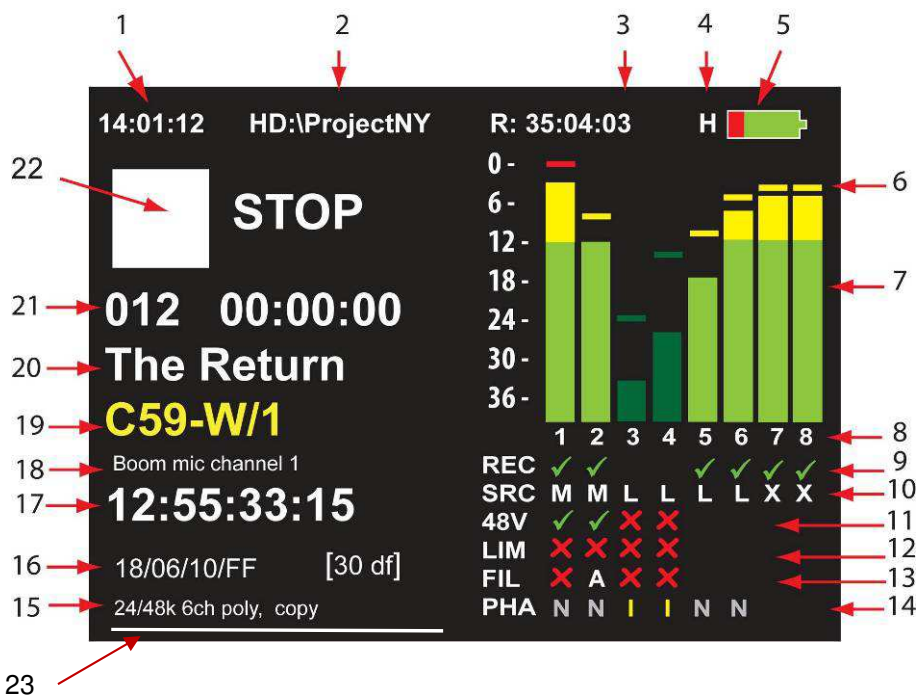 1 2 3 4 5
14:01:12 HD:\ProjectNY R: 35:04:03 H
22 STOP
21 012 00:00:00
20 The Return
19 C59-W/1
18 Boom mic channel 1
17 12:55:33:15
16 18/06/10/FF [30 df]
15 24/48k 6ch poly, copy
23
0 -
6 - 6
12 -
18 - 7
24 -
30 -
36 -
1 2 3 4 5 6 7 8 8
REC ✓ ✓ ✓ ✓ ✓ ✓ 9
SRC M M L L L L X X 10
48V ✓ ✓ ✗ ✗ 11
LIM ✗ ✗ ✗ ✗ 12
FIL ✗ A ✗ ✗ 13
PHA N N I I N N 14